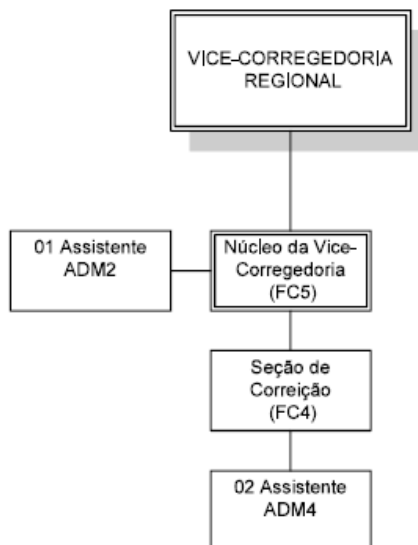 VICE-CORREGEDORIA
REGIONAL
01 Assistente
ADM2
Núcleo da Vice-
Corregedoria
(FC5)
Seção de
Correição
(FC4)
02 Assistente
ADM4